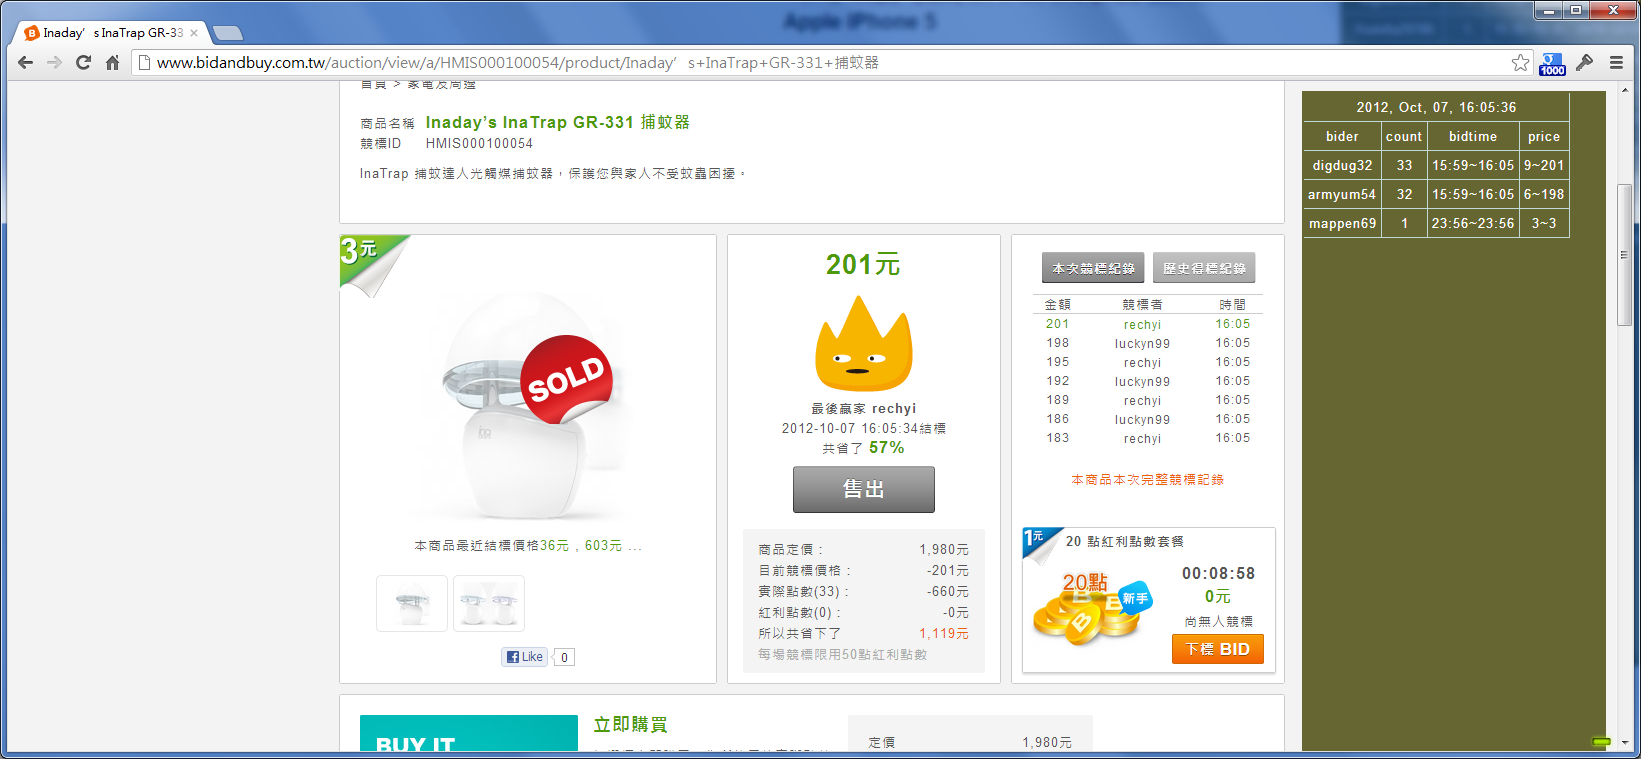 Apple iPhone 5
Inaday's InaTrap GR-33
www.bidandbuy.com.tw/auction/view/a/HMIS000100054/product/Inaday's+InaTrap+GR-331+捕蚊器
1000
首頁 > 家電及周邊
商品名稱 Inaday's InaTrap GR-331 捕蚊器
競標ID HMIS000100054
InaTrap 捕蚊達人光觸媒捕蚊器，保護您與家人不受蚊蟲困擾。
3元
SOLD
ina
本商品最近結標價格36元 , 603元 ...
Like 0
201元
最後贏家 rechyi
2012-10-07 16:05:34結標
共省了 57%
售出
商品定價： 1,980元
目前競標價格： -201元
實際點數(33)： -660元
紅利點數(0)： -0元
所以共省下了 1,119元
每場競標限用50點紅利點數
本次競標紀錄 歷史得標紀錄
金額 競標者 時間
201 rechyi 16:05
198 luckyn99 16:05
195 rechyi 16:05
192 luckyn99 16:05
189 rechyi 16:05
186 luckyn99 16:05
183 rechyi 16:05
本商品本次完整競標記錄
1元
20 點紅利點數套餐
20點
新手
00:08:58
0元
尚無人競標
下標 BID
2012, Oct, 07, 16:05:36
bider count bidtime price
digdug32 33 15:59~16:05 9~201
armyum54 32 15:59~16:05 6~198
mappen69 1 23:56~23:56 3~3
BUY IT
立即購買
定價 1,980元